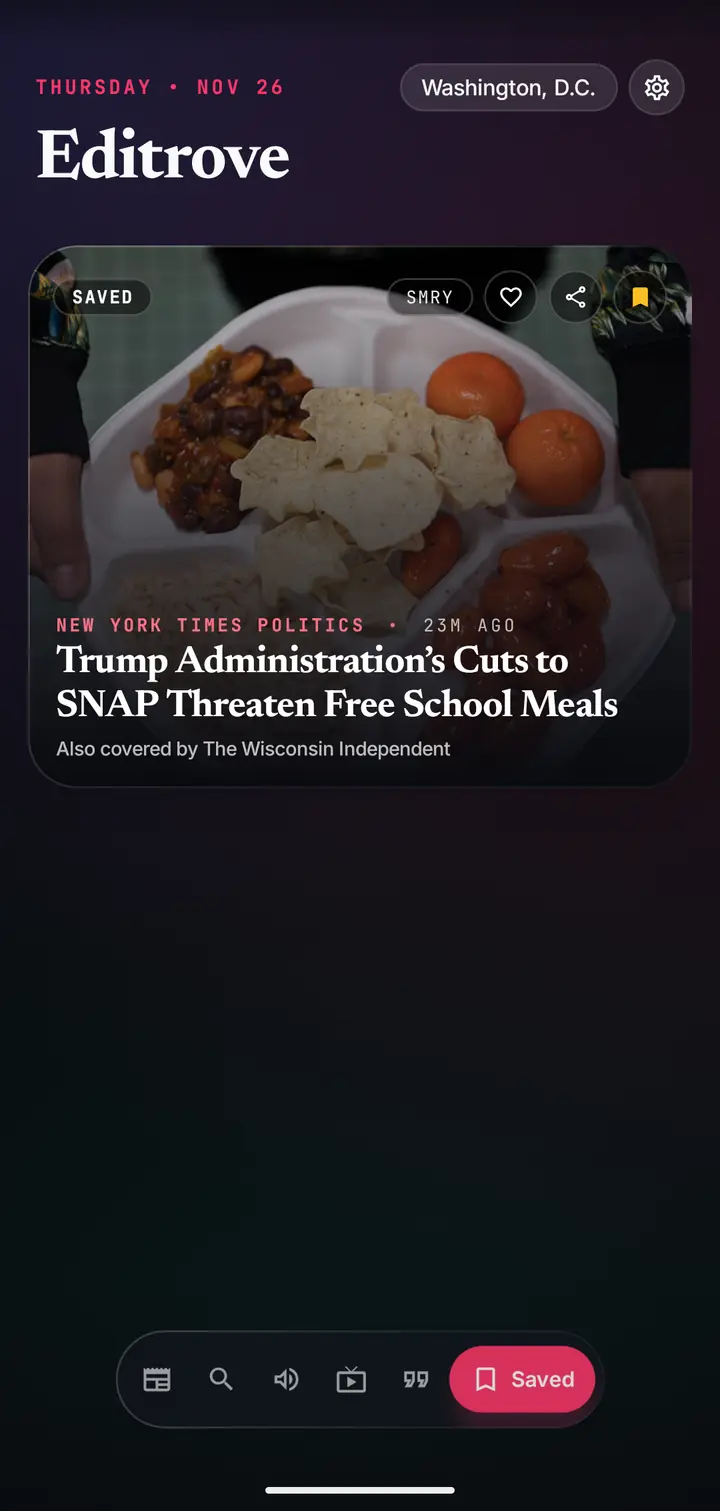 THURSDAY • NOV 26
Washington, D.C.
Editrove
SAVED
SMRY
NEW YORK TIMES POLITICS • 23M AGO
Trump Administration’s Cuts to
SNAP Threaten Free School Meals
Also covered by The Wisconsin Independent
Saved